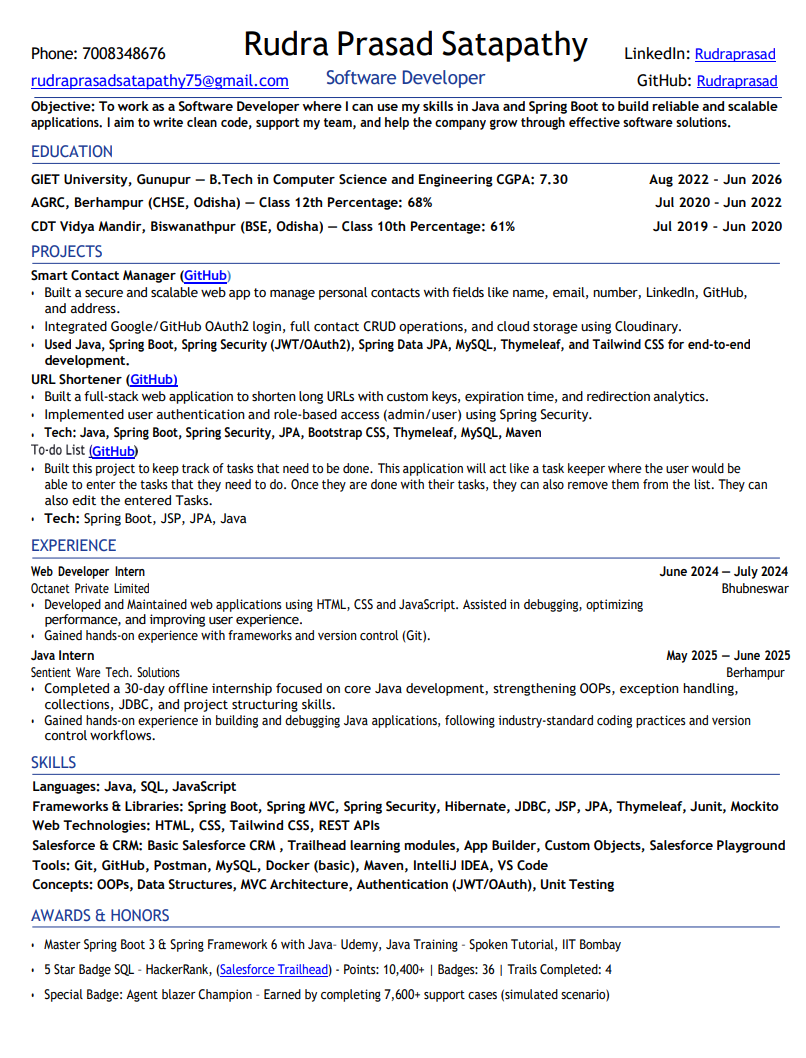 Rudra Prasad Satapathy
Phone: 7008348676
LinkedIn: Rudraprasad
rudraprasadsatapathy75@gmail.com
Software Developer
GitHub: Rudraprasad
Objective: To work as a Software Developer where I can use my skills in Java and Spring Boot to build reliable and scalable
applications. I aim to write clean code, support my team, and help the company grow through effective software solutions.
EDUCATION
GIET University, Gunupur — B.Tech in Computer Science and Engineering CGPA: 7.30 Aug 2022 – Jun 2026
AGRC, Berhampur (CHSE, Odisha) — Class 12th Percentage: 68% Jul 2020 – Jun 2022
CDT Vidya Mandir, Biswanathpur (BSE, Odisha) — Class 10th Percentage: 61% Jul 2019 – Jun 2020
PROJECTS
Smart Contact Manager (GitHub)
• Built a secure and scalable web app to manage personal contacts with fields like name, email, number, LinkedIn, GitHub,
and address.
• Integrated Google/GitHub OAuth2 login, full contact CRUD operations, and cloud storage using Cloudinary.
• Used Java, Spring Boot, Spring Security (JWT/OAuth2), Spring Data JPA, MySQL, Thymeleaf, and Tailwind CSS for end-to-end
development.
URL Shortener (GitHub)
• Built a full-stack web application to shorten long URLs with custom keys, expiration time, and redirection analytics.
• Implemented user authentication and role-based access (admin/user) using Spring Security.
• Tech: Java, Spring Boot, Spring Security, JPA, Bootstrap CSS, Thymeleaf, MySQL, Maven
To-do List (GitHub)
• Built this project to keep track of tasks that need to be done. This application will act like a task keeper where the user would be
able to enter the tasks that they need to do. Once they are done with their tasks, they can also remove them from the list. They can
also edit the entered Tasks.
• Tech: Spring Boot, JSP, JPA, Java
EXPERIENCE
Web Developer Intern June 2024 — July 2024
Octanet Private Limited Bhubneswar
• Developed and Maintained web applications using HTML, CSS and JavaScript. Assisted in debugging, optimizing
performance, and improving user experience.
• Gained hands-on experience with frameworks and version control (Git).
Java Intern May 2025 — June 2025
Sentient Ware Tech. Solutions Berhampur
• Completed a 30-day offline internship focused on core Java development, strengthening OOPs, exception handling,
collections, JDBC, and project structuring skills.
• Gained hands-on experience in building and debugging Java applications, following industry-standard coding practices and version
control workflows.
SKILLS
Languages: Java, SQL, JavaScript
Frameworks & Libraries: Spring Boot, Spring MVC, Spring Security, Hibernate, JDBC, JSP, JPA, Thymeleaf, Junit, Mockito
Web Technologies: HTML, CSS, Tailwind CSS, REST APIs
Salesforce & CRM: Basic Salesforce CRM , Trailhead learning modules, App Builder, Custom Objects, Salesforce Playground
Tools: Git, GitHub, Postman, MySQL, Docker (basic), Maven, IntelliJ IDEA, VS Code
Concepts: OOPs, Data Structures, MVC Architecture, Authentication (JWT/OAuth), Unit Testing
AWARDS & HONORS
• Master Spring Boot 3 & Spring Framework 6 with Java– Udemy, Java Training – Spoken Tutorial, IIT Bombay
• 5 Star Badge SQL – HackerRank, (Salesforce Trailhead) - Points: 10,400+ | Badges: 36 | Trails Completed: 4
• Special Badge: Agent blazer Champion – Earned by completing 7,600+ support cases (simulated scenario)